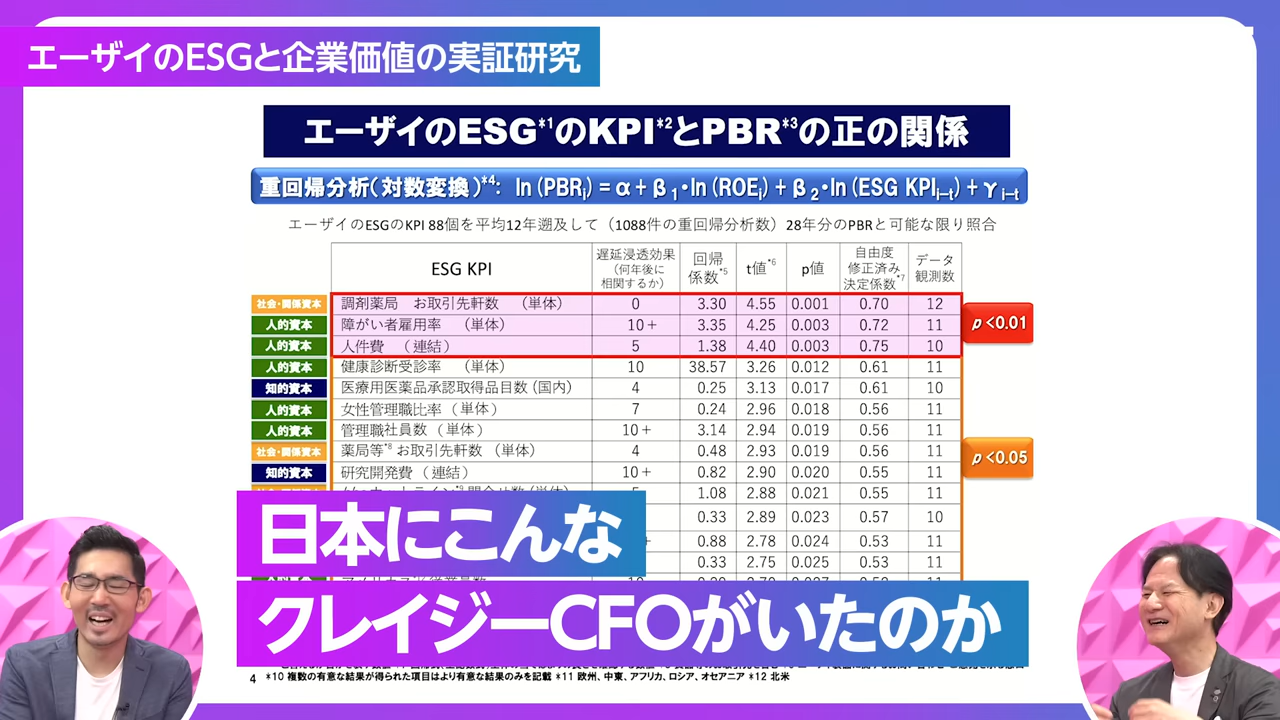 エーザイのESGと企業価値の実証研究
エーザイのESG*1のKPI*2とPBR*3の正の関係
重回帰分析(対数変換)*4: ln(PBRi)=α+β1・ln(ROEi)+β2・ln(ESG KPIi-t)+γi-t
エーザイのESGのKPI 88個を平均12年遡及して(1088件の重回帰分析数)28年分のPBRと可能な限り照合
ESG KPI 遅延浸透効果(何年後に相関するか) 回帰係数*5 t値*6 p値 自由度修正済み決定係数*7 データ観測数
社会・関係資本 調剤薬局 お取引先軒数 (単体) 0 3.30 4.55 0.001 0.70 12
人的資本 障がい者雇用率 (単体) 10+ 3.35 4.25 0.003 0.72 11
p<0.01
人的資本 人件費 (連結) 5 1.38 4.40 0.003 0.75 10
人的資本 健康診断受診率 (単体) 10 38.57 3.26 0.012 0.61 11
知的資本 医療用医薬品承認取得品目数(国内) 4 0.25 3.13 0.017 0.61 10
人的資本 女性管理職比率(単体) 7 0.24 2.96 0.018 0.56 11
人的資本 管理職社員数(単体) 10+ 3.14 2.94 0.019 0.56 11
社会・関係資本 薬局等*8お取引先軒数(単体) 4 0.48 2.93 0.019 0.56 11
p<0.05
知的資本 研究開発費(連結) 10+ 0.82 2.90 0.020 0.55 11
1.08 2.88 0.021 0.55 11
0.33 2.89 0.023 0.57 10
0.88 2.78 0.024 0.53 11
0.33 2.75 0.025 0.53 11
日本にこんな
クレイジーCFOがいたのか
4 *10 複数の有意な結果が得られた項目はより有意な結果のみを記載 *11 欧州、中東、アフリカ、ロシア、オセアニア *12 北米